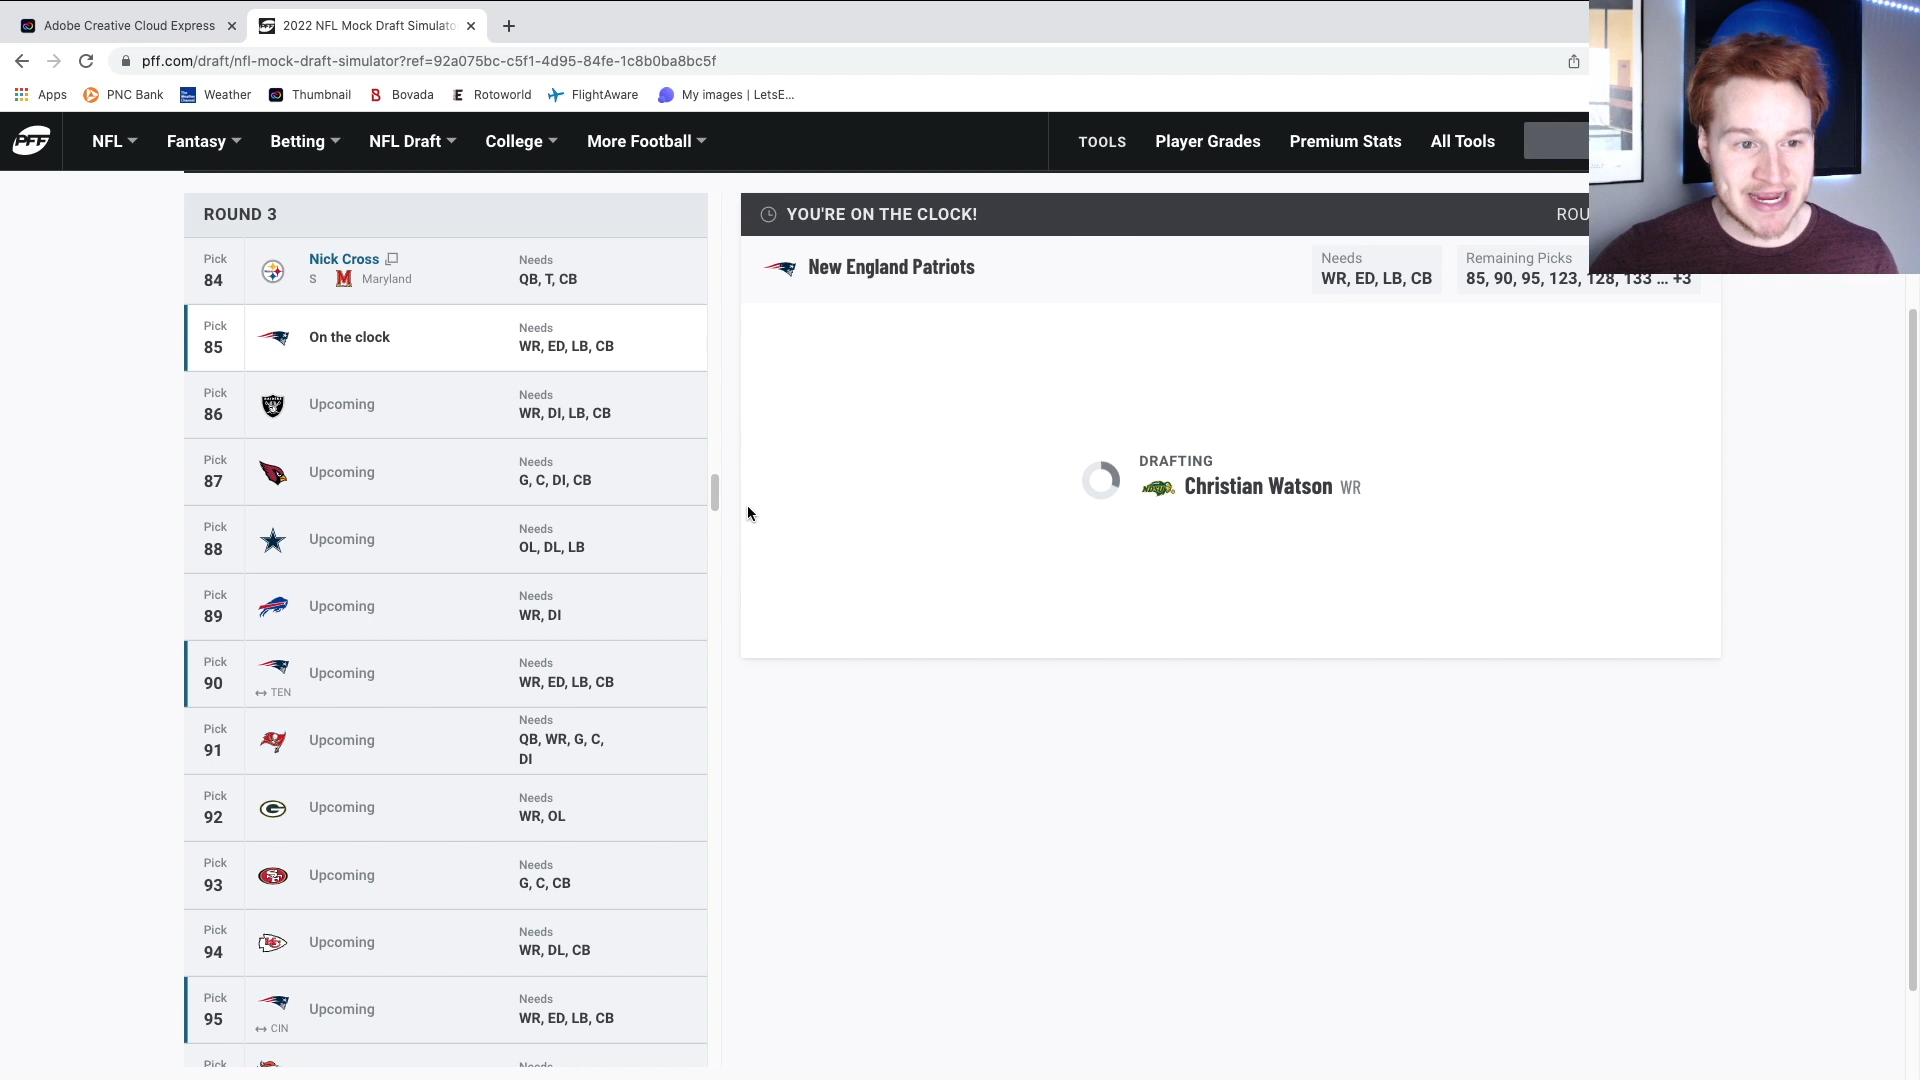 Adobe Creative Cloud Express
2022 NFL Mock Draft Simulato
pff.com/draft/nfl-mock-draft-simulator?ref=92a075bc-c5f1-4d95-84fe-1c8b0ba8bc5f
Apps PNC Bank Weather Thumbnail Bovada Rotoworld FlightAware My images | LetsE...
PFF NFL Fantasy Betting NFL Draft College More Football TOOLS Player Grades Premium Stats All Tools
ROUND 3
Pick
84
Nick Cross
S Maryland
Needs
QB, T, CB
Pick
85
On the clock
Needs
WR, ED, LB, CB
Pick
86
Upcoming
Needs
WR, DI, LB, CB
Pick
87
Upcoming
Needs
G, C, DI, CB
Pick
88
Upcoming
Needs
OL, DL, LB
Pick
89
Upcoming
Needs
WR, DI
Pick
90
↔ TEN
Upcoming
Needs
WR, ED, LB, CB
Pick
91
Upcoming
Needs
QB, WR, G, C,
DI
Pick
92
Upcoming
Needs
WR, OL
Pick
93
Upcoming
Needs
G, C, CB
Pick
94
Upcoming
Needs
WR, DL, CB
Pick
95
↔ CIN
Upcoming
Needs
WR, ED, LB, CB
Pick
Needs
YOU'RE ON THE CLOCK!
ROU
New England Patriots
Needs
WR, ED, LB, CB
Remaining Picks
85, 90, 95, 123, 128, 133 ... +3
DRAFTING
NDSU Christian Watson WR